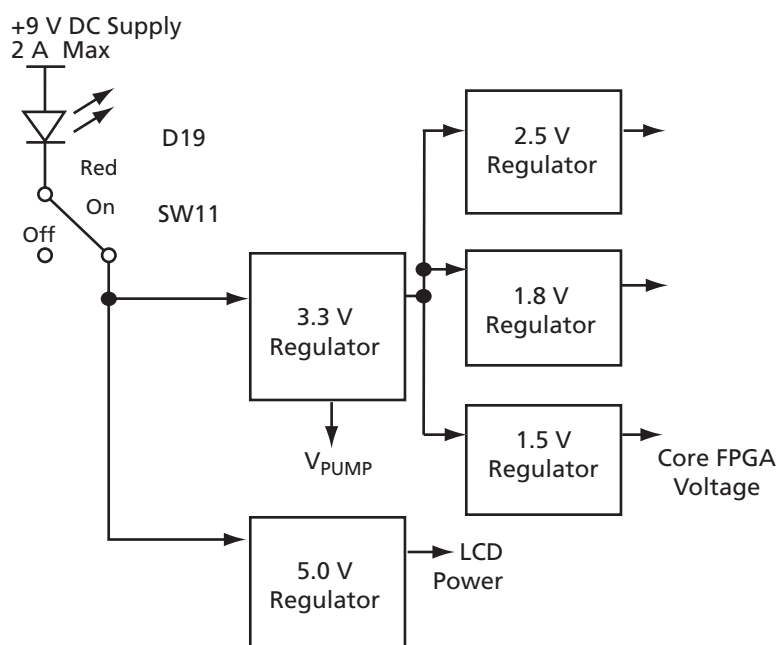 +9 V DC Supply
2 A Max
D19
Red
On
SW11
Off
3.3 V
Regulator
VPUMP
2.5 V
Regulator
1.8 V
Regulator
1.5 V
Regulator
Core FPGA
Voltage
5.0 V
Regulator
LCD
Power